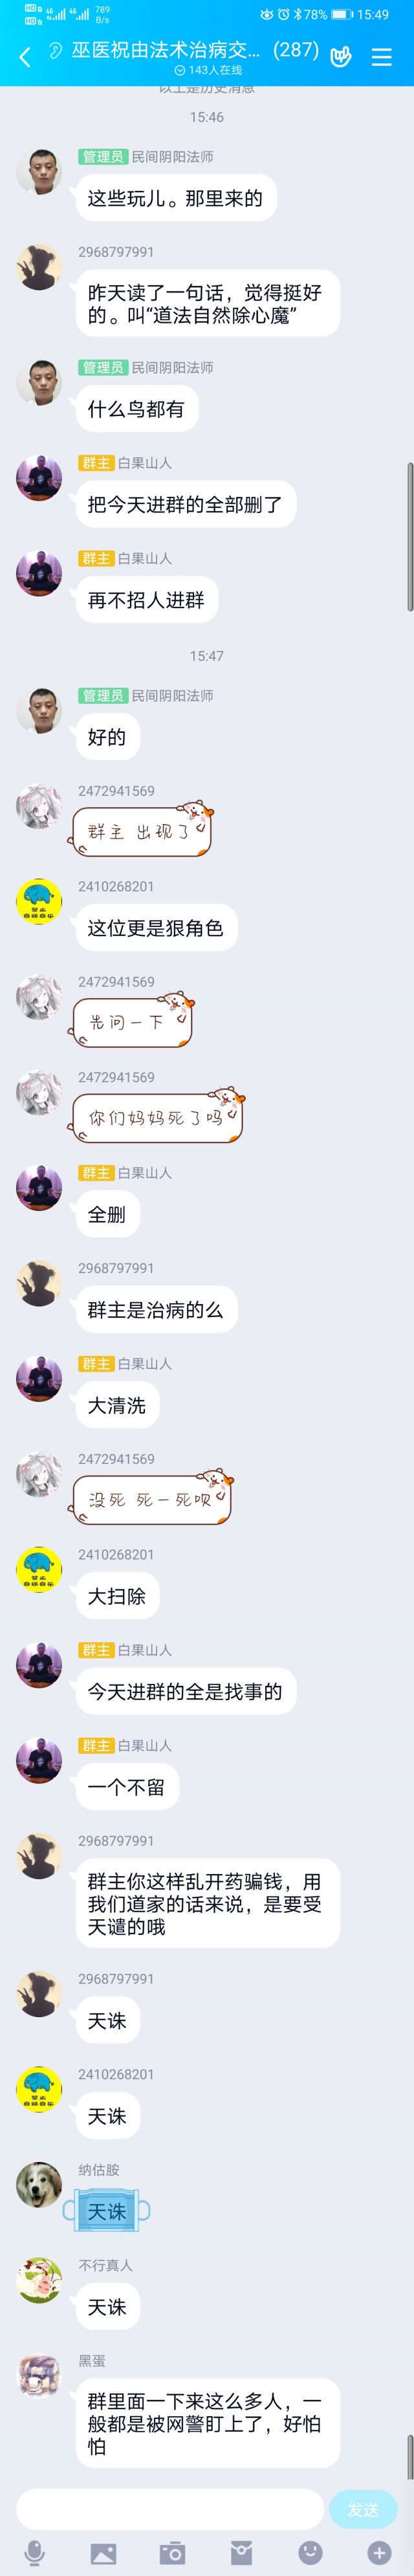 HD 4G 4G 789 B/s 78% 15:49
HD
巫医祝由法术治病交... (287)
143人在线
以上是历史消息
15:46
管理员 民间阴阳法师
这些玩儿。那里来的
2968797991
昨天读了一句话，觉得挺好
的。叫“道法自然除心魔”
管理员 民间阴阳法师
什么鸟都有
群主 白果山人
把今天进群的全部删了
群主 白果山人
再不招人进群
15:47
管理员 民间阴阳法师
好的
2472941569
群主 出现了
2410268201
这位更是狠角色
2472941569
先问一下
2472941569
你们妈妈死了吗
群主 白果山人
全删
2968797991
群主是治病的么
群主 白果山人
大清洗
2472941569
没死 死一死呗
2410268201
大扫除
群主 白果山人
今天进群的全是找事的
群主 白果山人
一个不留
2968797991
群主你这样乱开药骗钱，用
我们道家的话来说，是要受
天谴的哦
2968797991
天诛
2410268201
天诛
纳估胺
天诛
不行真人
天诛
黑蛋
群里面一下来这么多人，一
般都是被网警盯上了，好怕
怕
发送